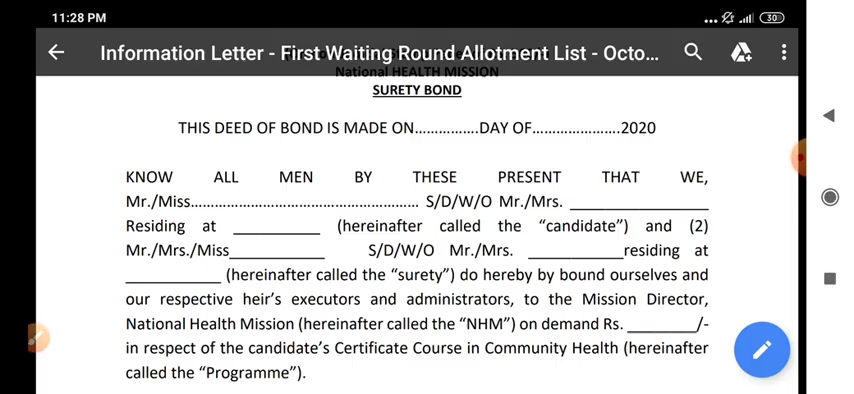 11:28 PM
30
Information Letter - First Waiting Round Allotment List - Octo...
National HEALTH MISSION
SURETY BOND
THIS DEED OF BOND IS MADE ON................DAY OF......................2020
KNOW ALL MEN BY THESE PRESENT THAT WE,
Mr./Miss...................................................... S/D/W/O Mr./Mrs. ________________
Residing at __________ (hereinafter called the “candidate”) and (2)
Mr./Mrs./Miss___________ S/D/W/O Mr./Mrs. ___________residing at
___________ (hereinafter called the “surety”) do hereby by bound ourselves and
our respective heir’s executors and administrators, to the Mission Director,
National Health Mission (hereinafter called the “NHM”) on demand Rs. ________/-
in respect of the candidate’s Certificate Course in Community Health (hereinafter
called the “Programme”).